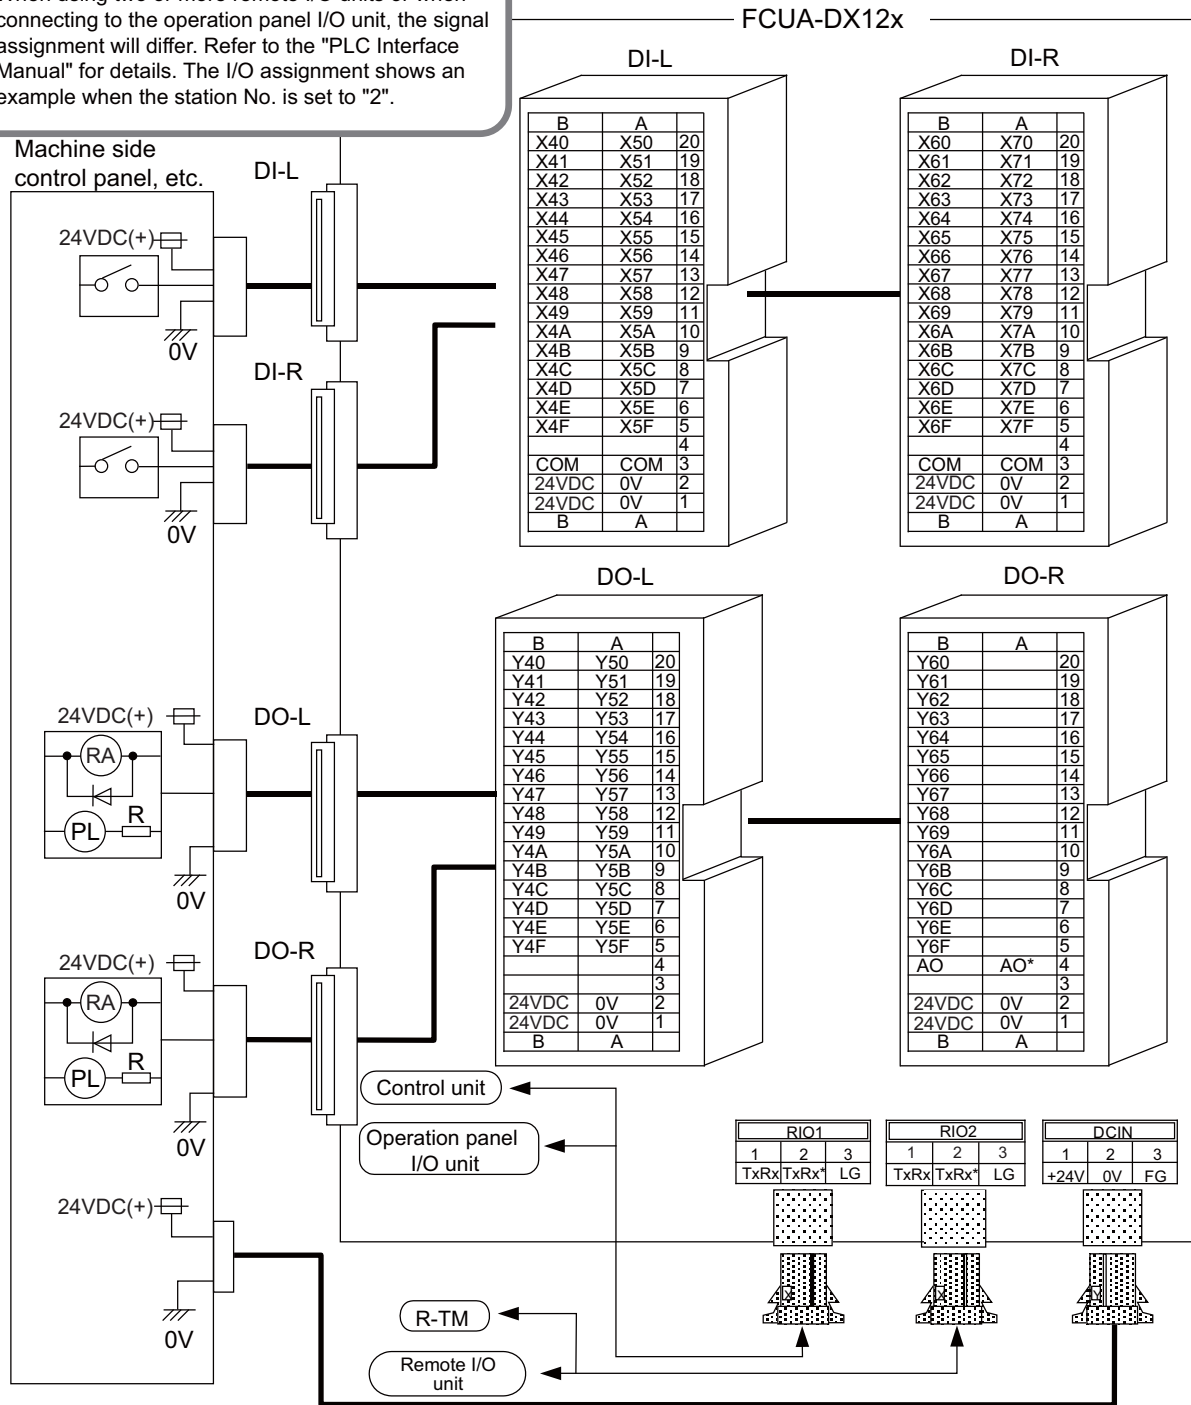 When using two or more remote I/O units or when
connecting to the operation panel I/O unit, the signal
assignment will differ. Refer to the "PLC Interface
Manual" for details. The I/O assignment shows an
example when the station No. is set to "2".
FCUA-DX12x
DI-L
B A
X40 X50 20
X41 X51 19
X42 X52 18
X43 X53 17
X44 X54 16
X45 X55 15
X46 X56 14
X47 X57 13
X48 X58 12
X49 X59 11
X4A X5A 10
X4B X5B 9
X4C X5C 8
X4D X5D 7
X4E X5E 6
X4F X5F 5
4
COM COM 3
24VDC 0V 2
24VDC 0V 1
B A
DI-R
B A
X60 X70 20
X61 X71 19
X62 X72 18
X63 X73 17
X64 X74 16
X65 X75 15
X66 X76 14
X67 X77 13
X68 X78 12
X69 X79 11
X6A X7A 10
X6B X7B 9
X6C X7C 8
X6D X7D 7
X6E X7E 6
X6F X7F 5
4
COM COM 3
24VDC 0V 2
24VDC 0V 1
B A
Machine side
control panel, etc.
DI-L
24VDC(+)
0V
DI-R
24VDC(+)
0V
DO-L
24VDC(+)
RA
R
PL
0V
DO-R
24VDC(+)
RA
R
PL
0V
24VDC(+)
0V
DO-L
B A
Y40 Y50 20
Y41 Y51 19
Y42 Y52 18
Y43 Y53 17
Y44 Y54 16
Y45 Y55 15
Y46 Y56 14
Y47 Y57 13
Y48 Y58 12
Y49 Y59 11
Y4A Y5A 10
Y4B Y5B 9
Y4C Y5C 8
Y4D Y5D 7
Y4E Y5E 6
Y4F Y5F 5
4
3
24VDC 0V 2
24VDC 0V 1
B A
DO-R
B A
Y60 20
Y61 19
Y62 18
Y63 17
Y64 16
Y65 15
Y66 14
Y67 13
Y68 12
Y69 11
Y6A 10
Y6B 9
Y6C 8
Y6D 7
Y6E 6
Y6F 5
AO AO* 4
3
24VDC 0V 2
24VDC 0V 1
B A
Control unit
Operation panel
I/O unit
RIO1
1 2 3
TxRx TxRx* LG
RIO2
1 2 3
TxRx TxRx* LG
DCIN
1 2 3
+24V 0V FG
X
X
Y
R-TM
Remote I/O
unit